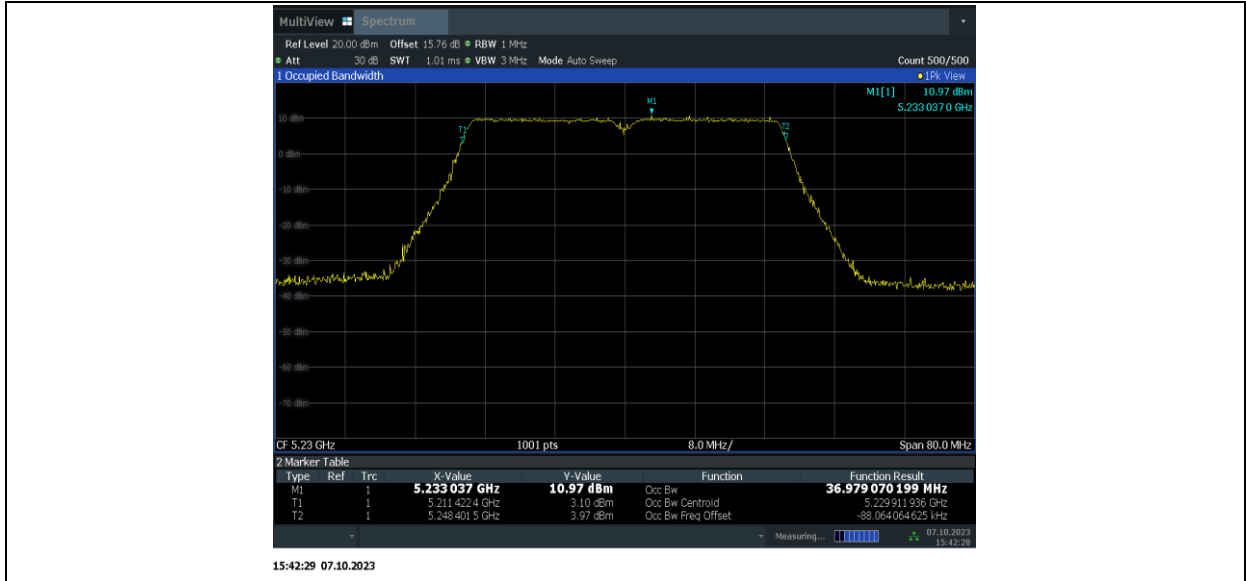 MultiView Spectrum
Ref Level 20.00 dBm Offset 15.76 dB RBW 1 MHz
Att 30 dB SWT 1.01 ms VBW 3 MHz Mode Auto Sweep Count 500/500
1 Occupied Bandwidth 1Pk View
M1[1] 10.97 dBm
5.233 037 0 GHz
M1
10 dBm
T1
T2
0 dBm
-10 dBm
-20 dBm
-30 dBm
-40 dBm
-50 dBm
-60 dBm
-70 dBm
CF 5.23 GHz 1001 pts 8.0 MHz/ Span 80.0 MHz
2 Marker Table
Type Ref Trc X-Value Y-Value Function Function Result
M1 1 5.233 037 GHz 10.97 dBm Occ Bw 36.979 070 199 MHz
T1 1 5.211 422 4 GHz 3.10 dBm Occ Bw Centroid 5.229 911 936 GHz
T2 1 5.248 401 5 GHz 3.97 dBm Occ Bw Freq Offset -88.064 064 625 kHz
Measuring... 07.10.2023
15:42:28
15:42:29 07.10.2023